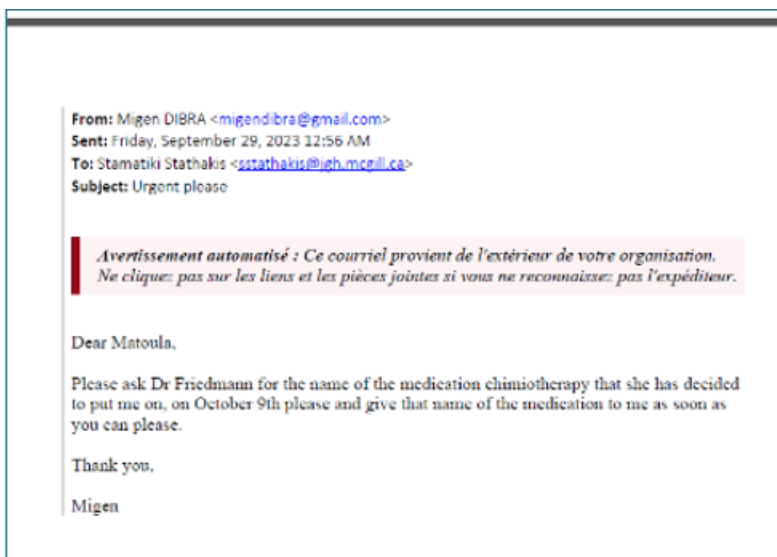 From: Migen DIBRA <migendibra@gmail.com>
Sent: Friday, September 29, 2023 12:56 AM
To: Stamatiki Stathakis <sstathakis@jgh.mcgill.ca>
Subject: Urgent please
Avertissement automatisé : Ce courriel provient de l'extérieur de votre organisation.
Ne cliquez pas sur les liens et les pièces jointes si vous ne reconnaissez pas l'expéditeur.
Dear Matoula,
Please ask Dr Friedmann for the name of the medication chimiotherapy that she has decided
to put me on, on October 9th please and give that name of the medication to me as soon as
you can please.
Thank you,
Migen